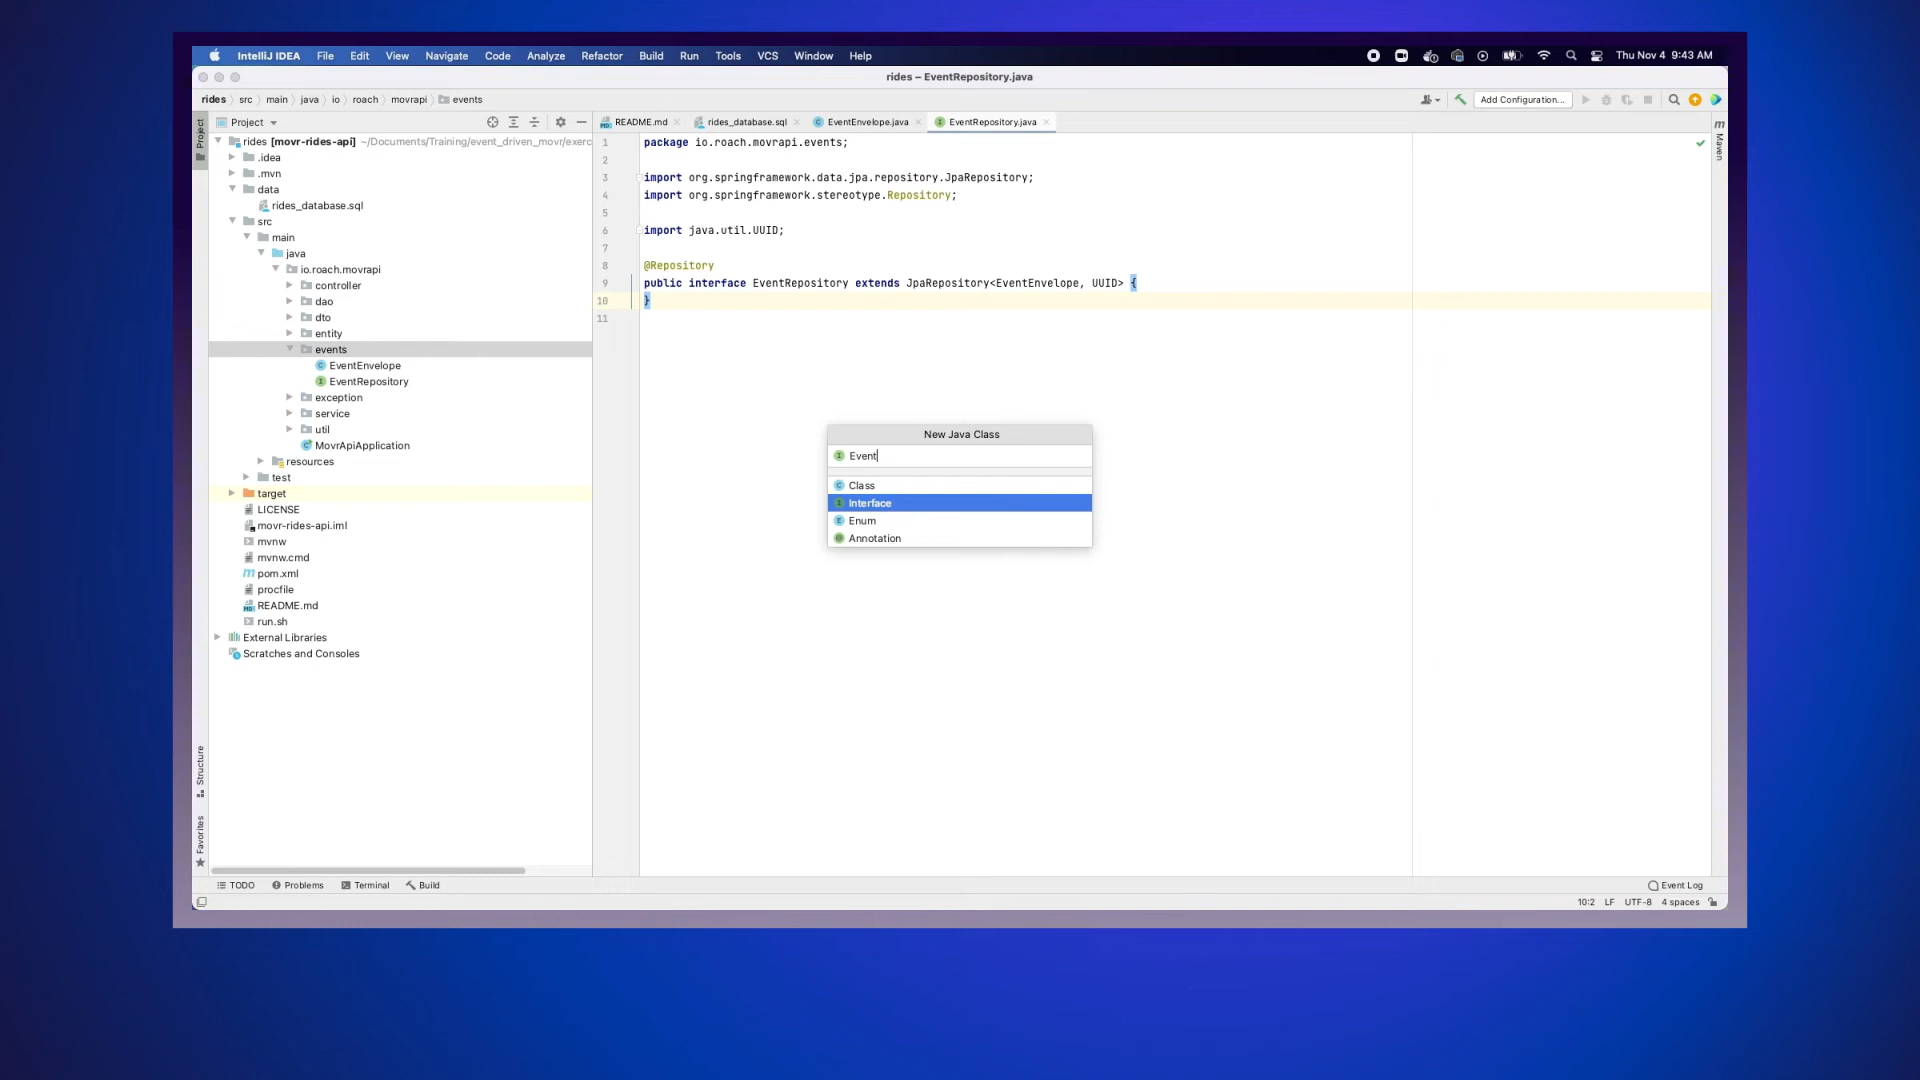 IntelliJ IDEA File Edit View Navigate Code Analyze Refactor Build Run Tools VCS Window Help Thu Nov 4 9:43 AM
rides – EventRepository.java
rides src main java io roach movrapi events Add Configuration...
Project
README.md rides_database.sql EventEnvelope.java EventRepository.java
Project
Maven
rides [movr-rides-api] ~/Documents/Training/event_driven_movr/exerc
.idea
.mvn
data
rides_database.sql
src
main
java
io.roach.movrapi
controller
dao
dto
entity
events
EventEnvelope
EventRepository
exception
service
util
MovrApiApplication
resources
test
target
LICENSE
movr-rides-api.iml
mvnw
mvnw.cmd
pom.xml
procfile
README.md
run.sh
External Libraries
Scratches and Consoles
1 package io.roach.movrapi.events;
2
3 import org.springframework.data.jpa.repository.JpaRepository;
4 import org.springframework.stereotype.Repository;
5
6 import java.util.UUID;
7
8 @Repository
9 public interface EventRepository extends JpaRepository<EventEnvelope, UUID> {
10 }
11
New Java Class
Event
Class
Interface
Enum
Annotation
Structure
Favorites
TODO Problems Terminal Build Event Log
10:2 LF UTF-8 4 spaces